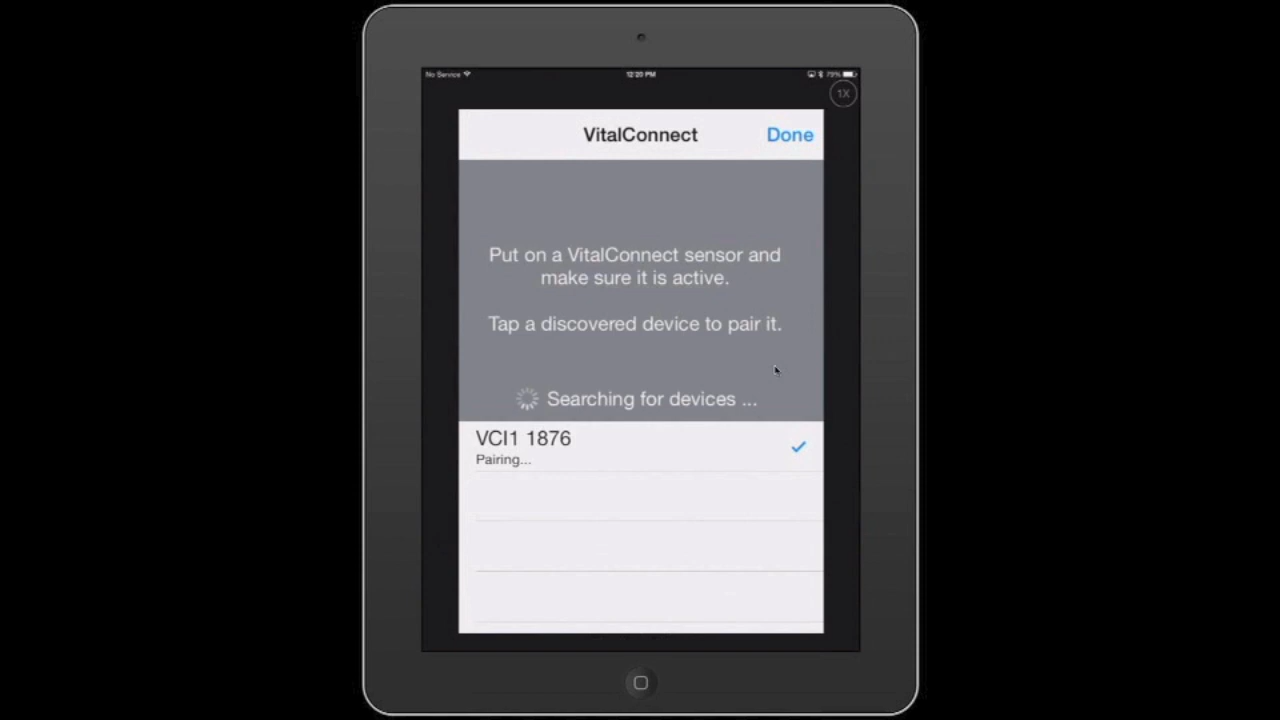 No Service 12:20 PM 79%
1X
VitalConnect Done
Put on a VitalConnect sensor and
make sure it is active.
Tap a discovered device to pair it.
Searching for devices ...
VCI1 1876
Pairing...